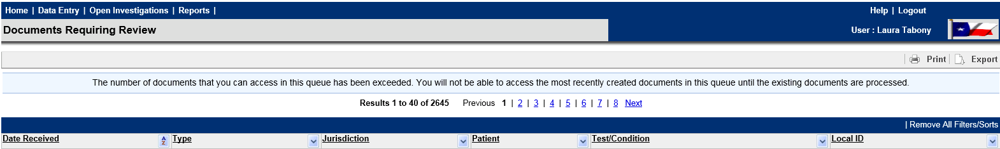 Home | Data Entry | Open Investigations | Reports | Help | Logout
Documents Requiring Review User : Laura Tabony
Print | Export
The number of documents that you can access in this queue has been exceeded. You will not be able to access the most recently created documents in this queue until the existing documents are processed.
Results 1 to 40 of 2645 Previous 1 | 2 | 3 | 4 | 5 | 6 | 7 | 8 Next
| Remove All Filters/Sorts
Date Received AZ Type Jurisdiction Patient Test/Condition Local ID